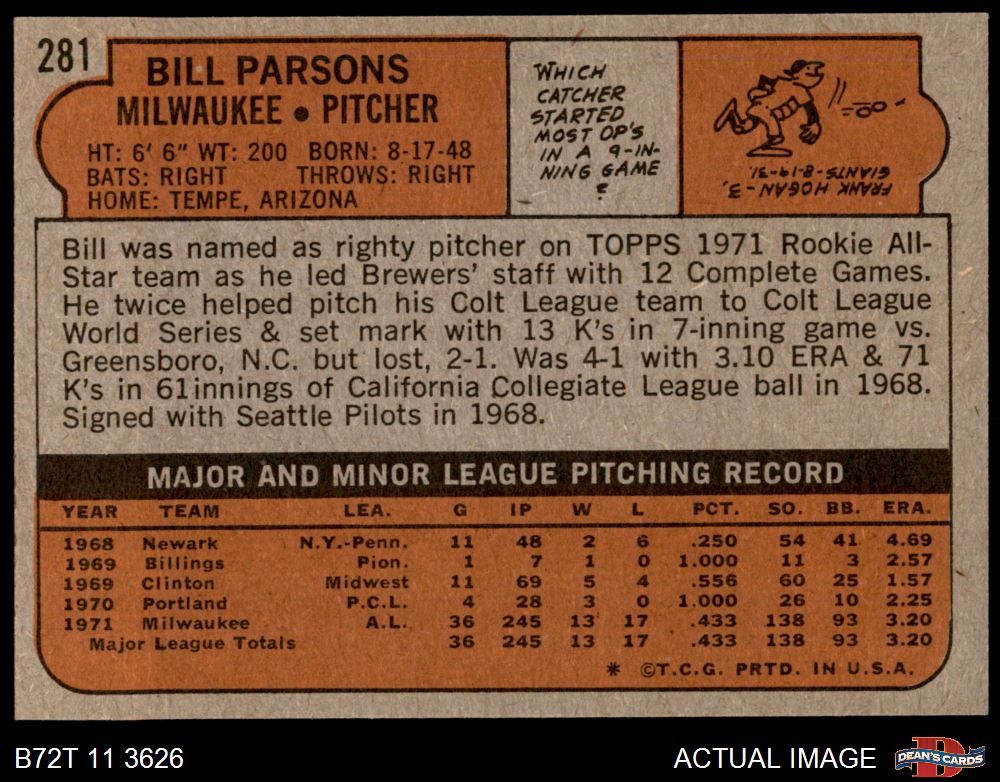 281
BILL PARSONS
MILWAUKEE • PITCHER
HT: 6' 6" WT: 200 BORN: 8-17-48
BATS: RIGHT THROWS: RIGHT
HOME: TEMPE, ARIZONA
WHICH
CATCHER
STARTED
MOST DP'S
IN A 9-IN-
NING GAME
?
FRANK HOGAN-3,
GIANTS-8-14-31.
Bill was named as righty pitcher on TOPPS 1971 Rookie All-
Star team as he led Brewers' staff with 12 Complete Games.
He twice helped pitch his Colt League team to Colt League
World Series & set mark with 13 K's in 7-inning game vs.
Greensboro, N.C. but lost, 2-1. Was 4-1 with 3.10 ERA & 71
K's in 61innings of California Collegiate League ball in 1968.
Signed with Seattle Pilots in 1968.
MAJOR AND MINOR LEAGUE PITCHING RECORD
YEAR TEAM LEA. G IP W L PCT. SO. BB. ERA.
1968 Newark N.Y.-Penn. 11 48 2 6 .250 54 41 4.69
1969 Billings Pion. 1 7 1 0 1.000 11 3 2.57
1969 Clinton Midwest 11 69 5 4 .556 60 25 1.57
1970 Portland P.C.L. 4 28 3 0 1.000 26 10 2.25
1971 Milwaukee A.L. 36 245 13 17 .433 138 93 3.20
Major League Totals 36 245 13 17 .433 138 93 3.20
* ©T.C.G. PRTD. IN U.S.A.
B72T 11 3626 ACTUAL IMAGE DEAN'S CARDS